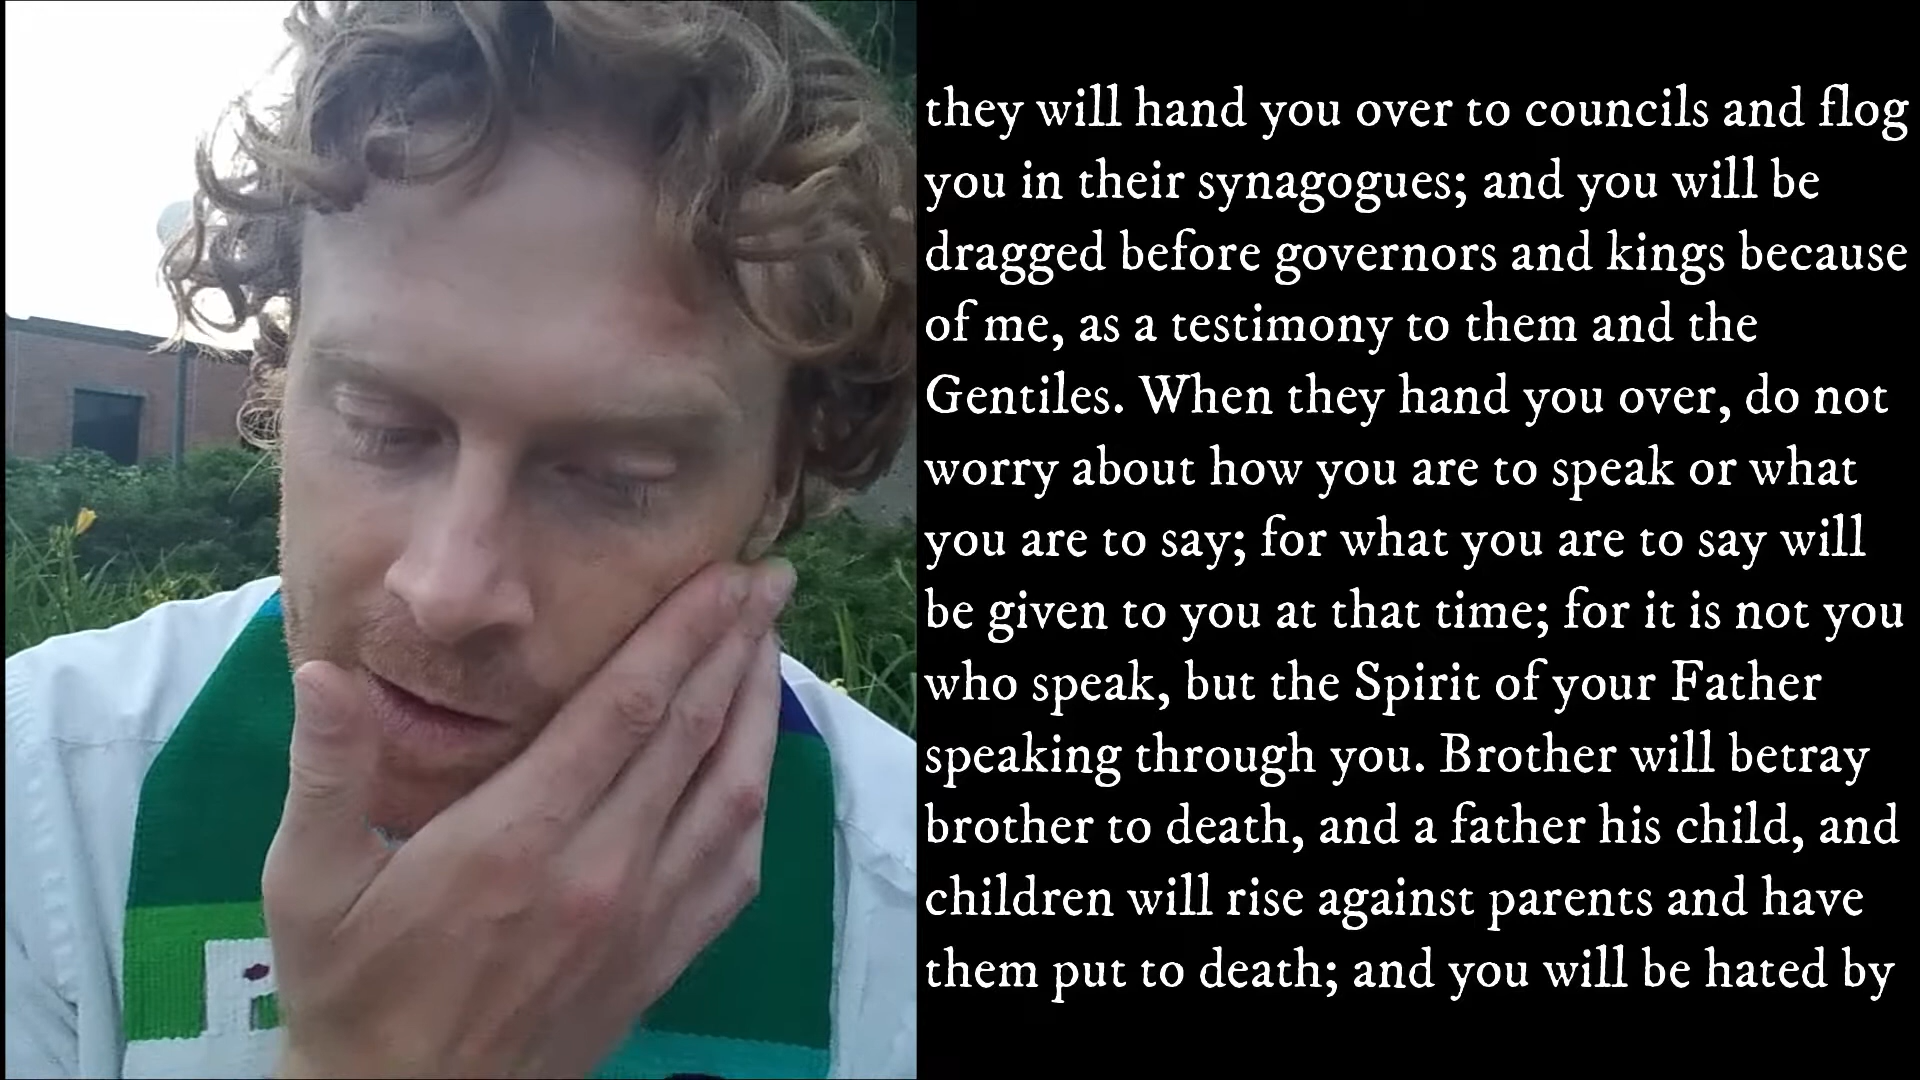 they will hand you over to councils and flog
you in their synagogues; and you will be
dragged before governors and kings because
of me, as a testimony to them and the
Gentiles. When they hand you over, do not
worry about how you are to speak or what
you are to say; for what you are to say will
be given to you at that time; for it is not you
who speak, but the Spirit of your Father
speaking through you. Brother will betray
brother to death, and a father his child, and
children will rise against parents and have
them put to death; and you will be hated by